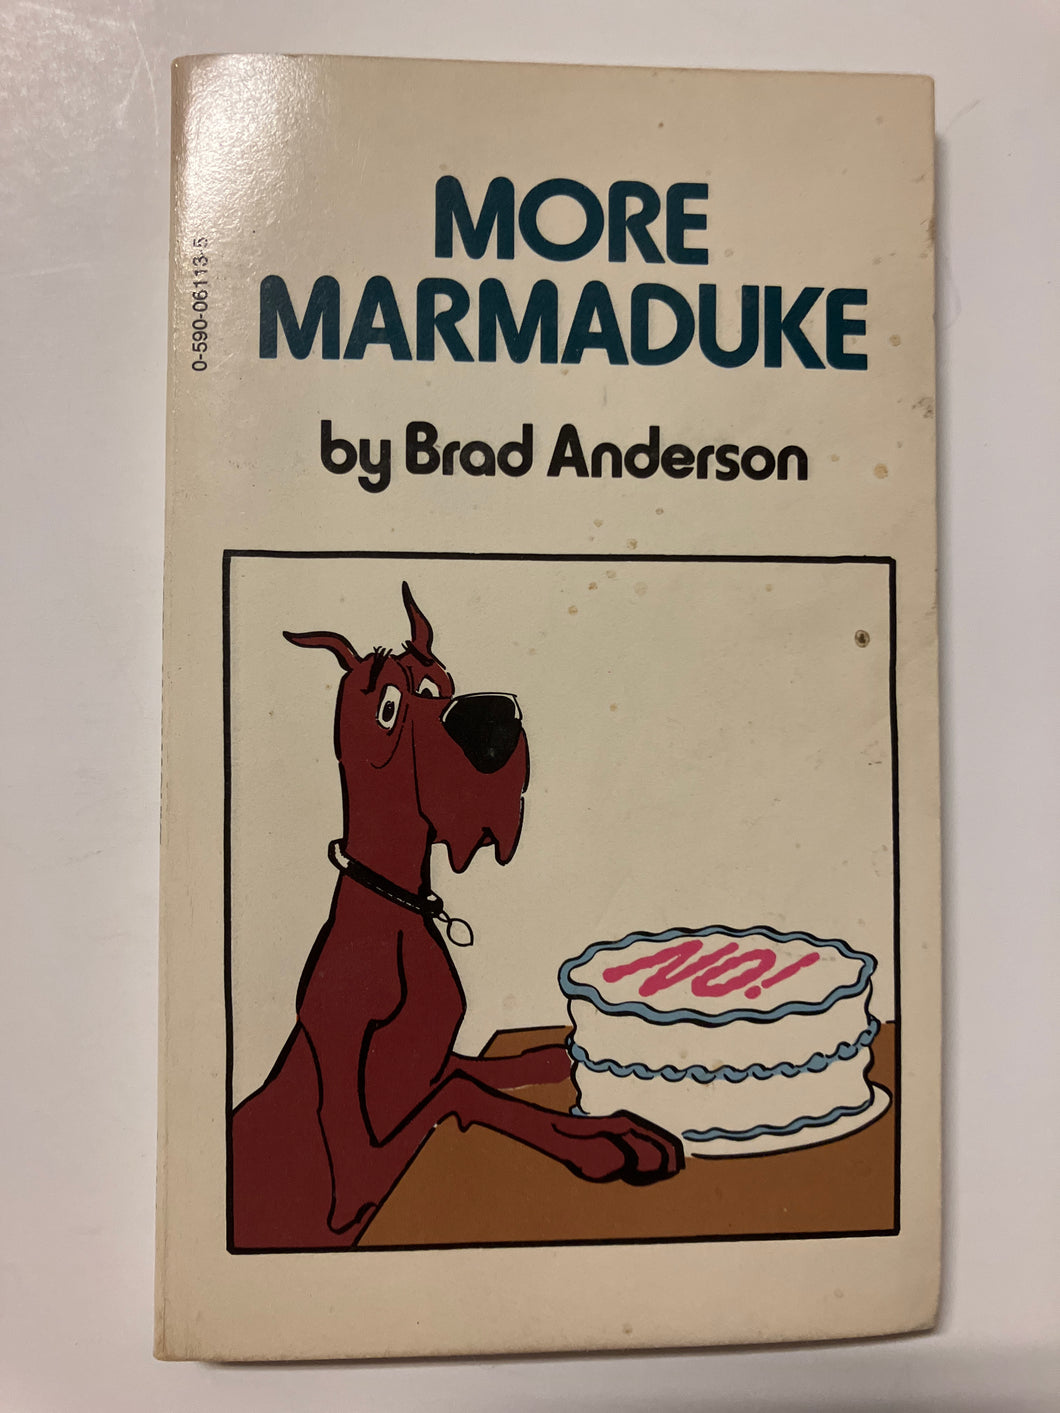 MORE
MARMADUKE
by Brad Anderson
0-590-06113-5
NO!